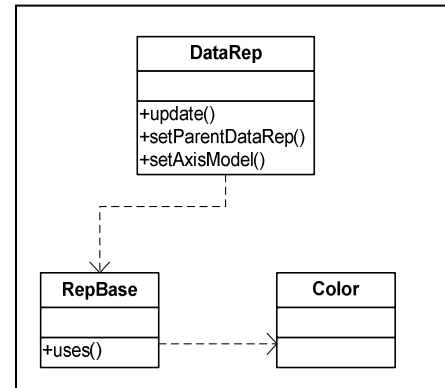 DataRep
+update()
+setParentDataRep()
+setAxisModel()
RepBase
+uses()
Color